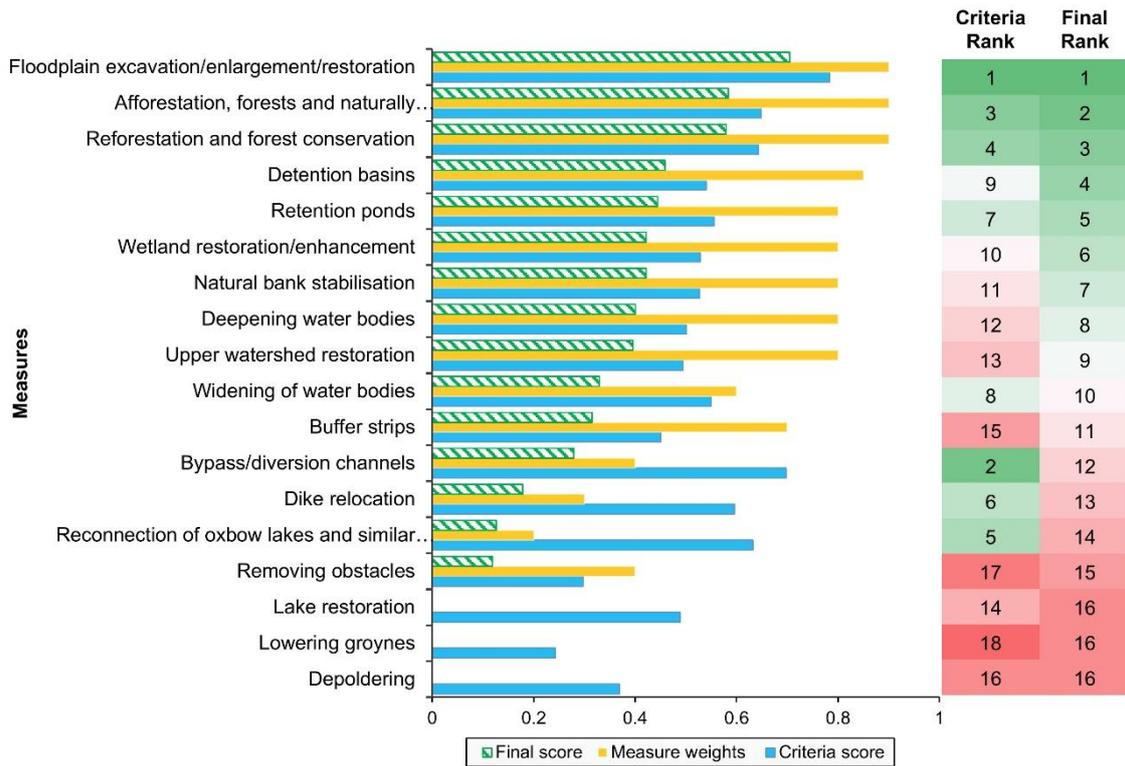 Criteria Rank
Final Rank
Measures
Floodplain excavation/enlargement/restoration 1 1
Afforestation, forests and naturally… 3 2
Reforestation and forest conservation 4 3
Detention basins 9 4
Retention ponds 7 5
Wetland restoration/enhancement 10 6
Natural bank stabilisation 11 7
Deepening water bodies 12 8
Upper watershed restoration 13 9
Widening of water bodies 8 10
Buffer strips 15 11
Bypass/diversion channels 2 12
Dike relocation 6 13
Reconnection of oxbow lakes and similar… 5 14
Removing obstacles 17 15
Lake restoration 14 16
Lowering groynes 18 16
Depoldering 16 16
0 0.2 0.4 0.6 0.8 1
Final score Measure weights Criteria score